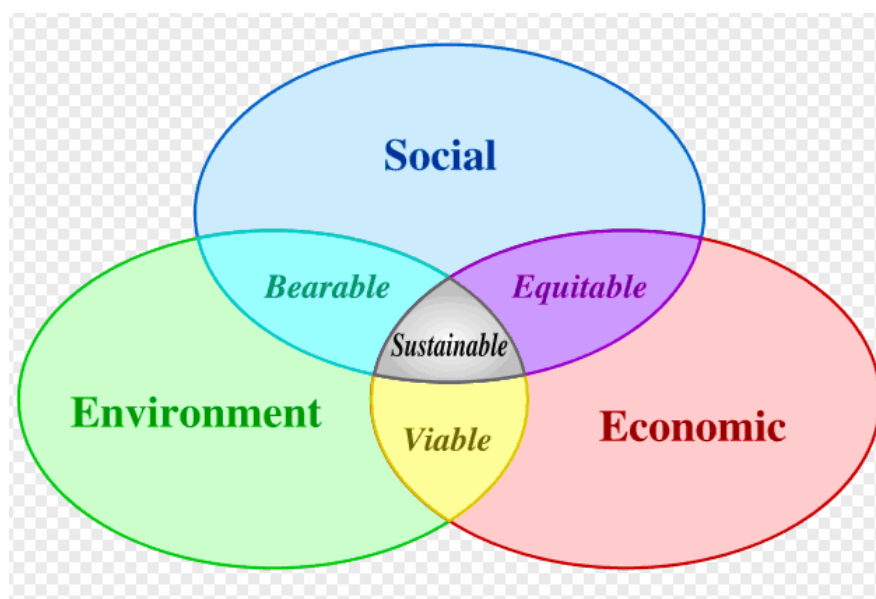 Social
Bearable
Equitable
Sustainable
Environment
Economic
Viable